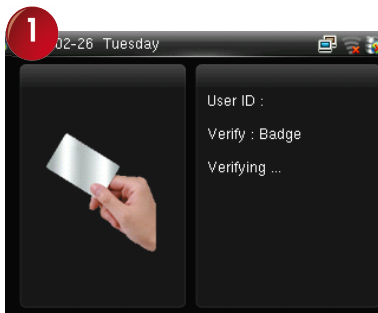 1
02-26 Tuesday
User ID :
Verify : Badge
Verifying ...